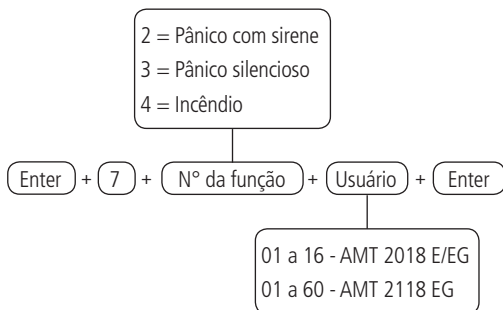 2 = Pânico com sirene
3 = Pânico silencioso
4 = Incêndio
Enter + 7 + N° da função + Usuário + Enter
01 a 16 - AMT 2018 E/EG
01 a 60 - AMT 2118 EG